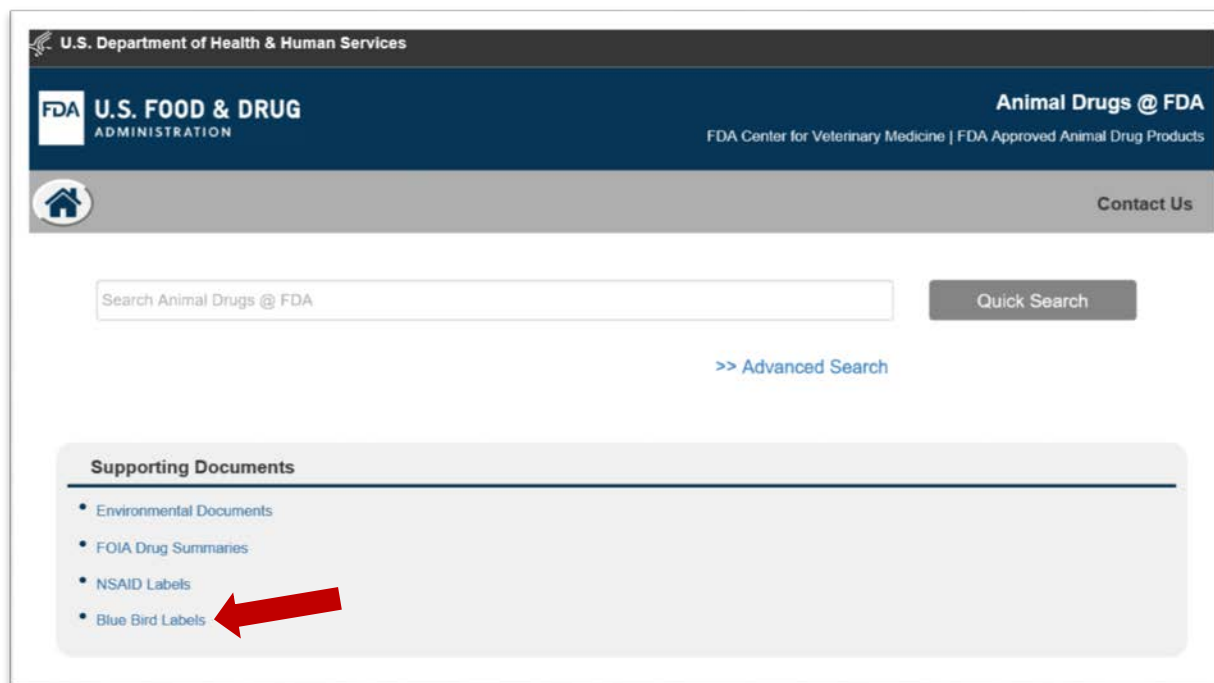 U.S. Department of Health & Human Services
FDA U.S. FOOD & DRUG
ADMINISTRATION
Animal Drugs @ FDA
FDA Center for Veterinary Medicine | FDA Approved Animal Drug Products
Contact Us
Search Animal Drugs @ FDA
Quick Search
>> Advanced Search
Supporting Documents
• Environmental Documents
• FOIA Drug Summaries
• NSAID Labels
• Blue Bird Labels